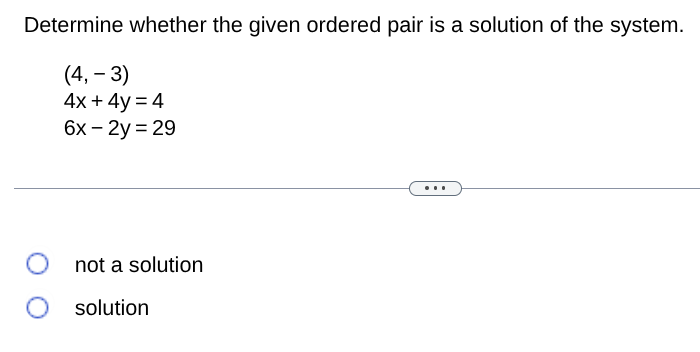 Determine whether the given ordered pair is a solution of the system.
(4, − 3)
4x + 4y = 4
6x − 2y = 29
not a solution
solution